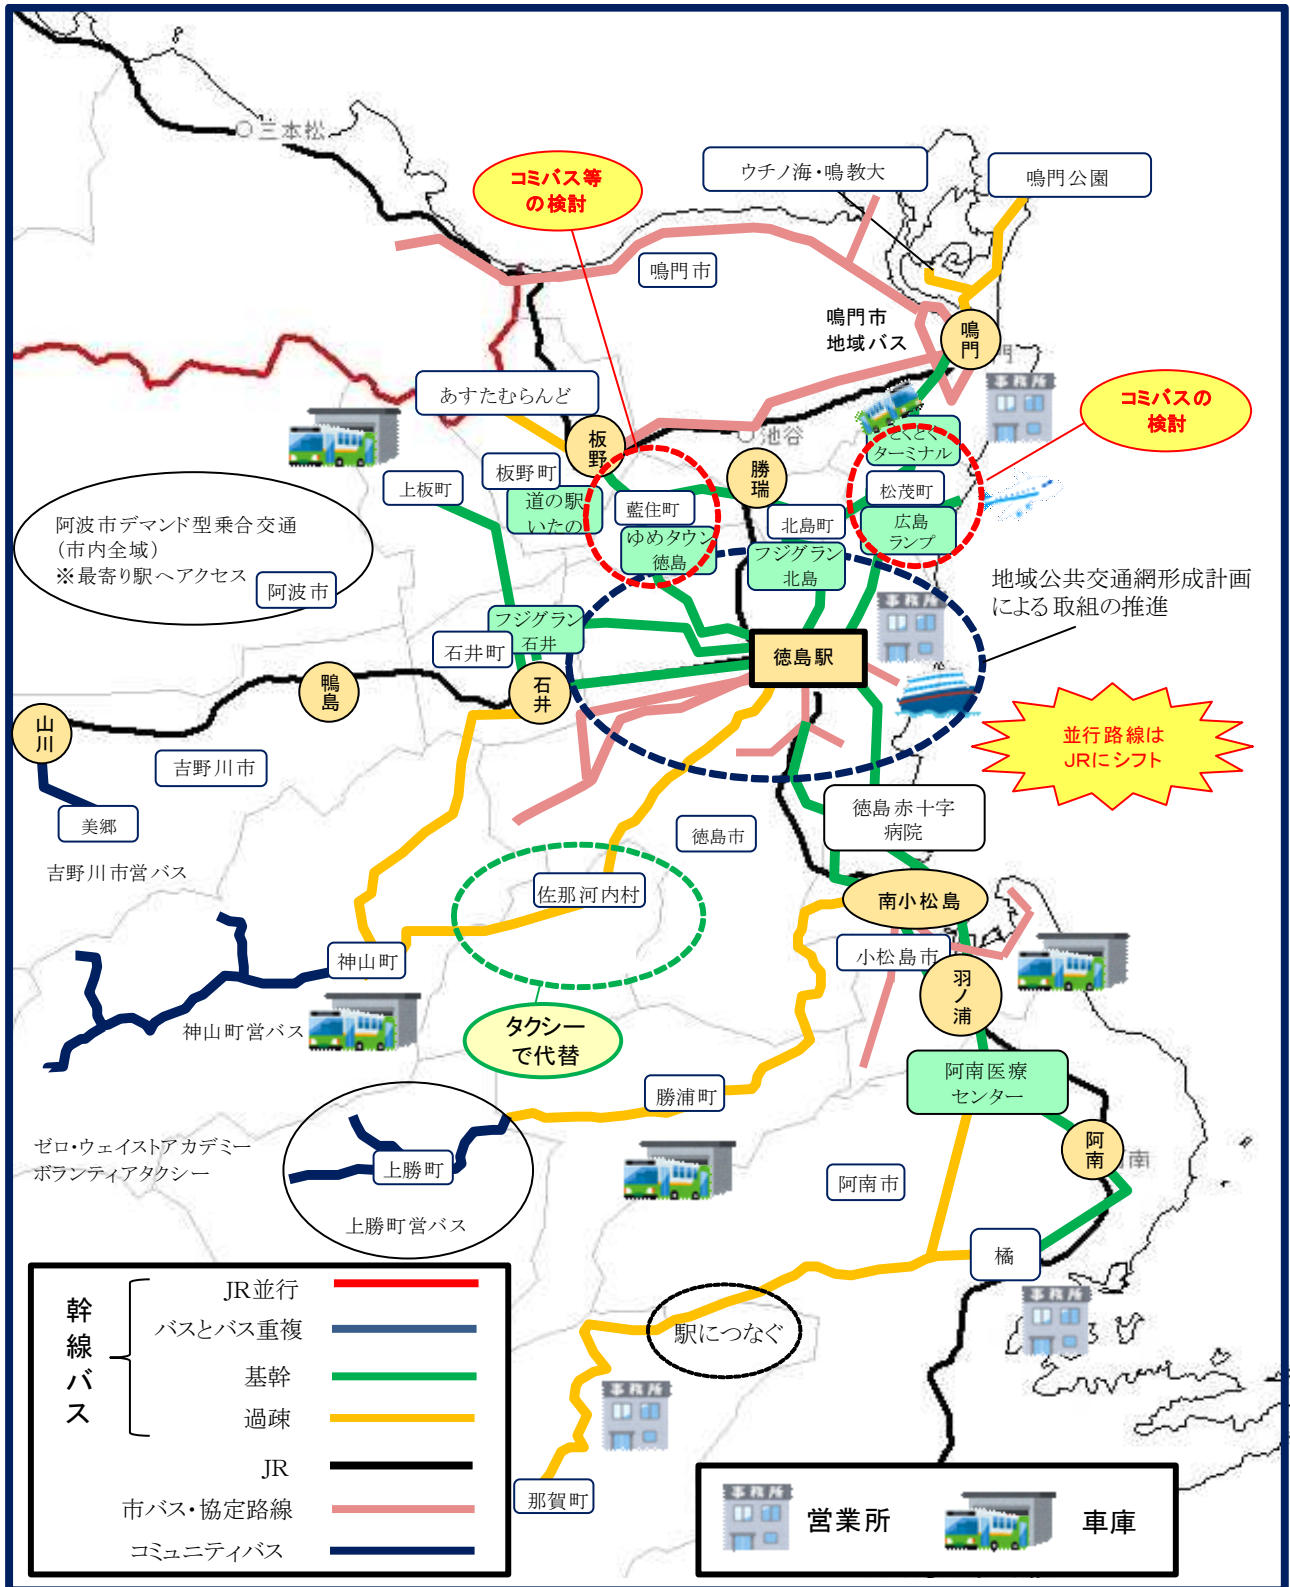 三本松
コミバス等
の検討
ウチノ海・鳴教大
鳴門公園
鳴門市
鳴門市
地域バス
鳴
門
門
事務所
コミバスの
検討
あすたむらんど
板
野
池谷
とくとく
ターミナル
勝
瑞
板野町
上板町
道の駅
いたの
藍住町
松茂町
北島町
広島
ランプ
ゆめタウン
徳島
フジグラン
北島
阿波市デマンド型乗合交通
(市内全域)
※最寄り駅へアクセス
阿波市
地域公共交通網形成計画
による取組の推進
事務所
フジグラン
石井
石井町
徳島駅
鴨
島
石
井
山
川
並行路線は
JRにシフト
吉野川市
美郷
吉野川市営バス
徳島赤十字
病院
徳島市
佐那河内村
南小松島
神山町
小松島市
羽
ノ
浦
神山町営バス
タクシー
で代替
阿南医療
センター
勝浦町
ゼロ・ウェイストアカデミー
ボランティアタクシー
上勝町
上勝町営バス
阿
南
南
阿南市
橘
事務所
駅につなぐ
事務所
那賀町
幹
線
バ
ス
JR並行
バスとバス重複
基幹
過疎
JR
市バス・協定路線
コミュニティバス
事務所
営業所
車庫